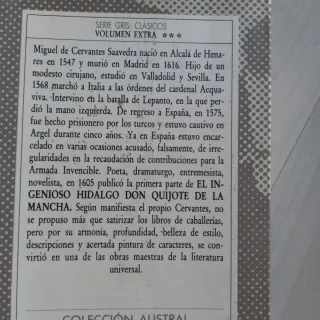 SERIE GRIS: CLÁSICOS
VOLUMEN EXTRA ***
Miguel de Cervantes Saavedra nació en Alcalá de Hena-
res en 1547 y murió en Madrid en 1616. Hijo de un
modesto cirujano, estudió en Valladolid y Sevilla. En
1568 marchó a Italia a las órdenes del cardenal Acqua-
viva. Intervino en la batalla de Lepanto, en la que per-
dió la mano izquierda. De regreso a España, en 1575,
fue hecho prisionero por los turcos y estuvo cautivo en
Argel durante cinco años. Ya en España estuvo encar-
celado en varias ocasiones acusado, falsamente, de irre-
gularidades en la recaudación de contribuciones para la
Armada Invencible. Poeta, dramaturgo, entremesista,
novelista, en 1605 publicó la primera parte de EL IN-
GENIOSO HIDALGO DON QUIJOTE DE LA
MANCHA. Según manifiesta el propio Cervantes, no
se propuso más que satirizar los libros de caballerías,
pero por su armonía, profundidad, belleza de estilo,
descripciones y acertada pintura de caracteres, se con-
virtió en una de las obras maestras de la literatura
universal.
COLECCIÓN AUSTRAL